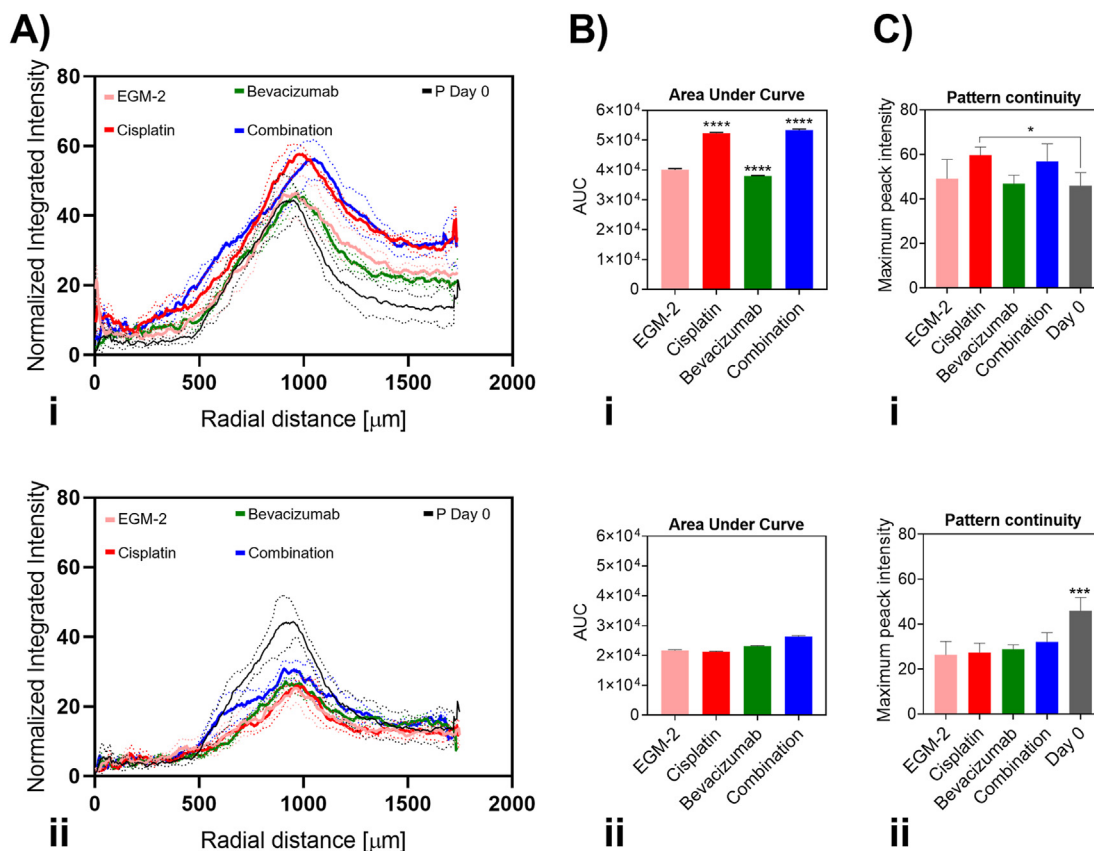 A)
B)
C)
80
60
40
20
0
0
500
1000
1500
2000
Normalized Integrated Intensity
Radial distance [μm]
EGM-2
Bevacizumab
P Day 0
Cisplatin
Combination
i
Area Under Curve
6×10⁴
5×10⁴
4×10⁴
3×10⁴
2×10⁴
1×10⁴
0
AUC
****
****
****
EGM-2
Cisplatin
Bevacizumab
Combination
i
Pattern continuity
80
60
40
20
0
Maximum peack intensity
*
EGM-2
Cisplatin
Bevacizumab
Combination
Day 0
i
80
60
40
20
0
0
500
1000
1500
2000
Normalized Integrated Intensity
Radial distance [μm]
EGM-2
Bevacizumab
P Day 0
Cisplatin
Combination
ii
Area Under Curve
6×10⁴
5×10⁴
4×10⁴
3×10⁴
2×10⁴
1×10⁴
0
AUC
EGM-2
Cisplatin
Bevacizumab
Combination
ii
Pattern continuity
80
60
40
20
0
Maximum peack intensity
***
EGM-2
Cisplatin
Bevacizumab
Combination
Day 0
ii